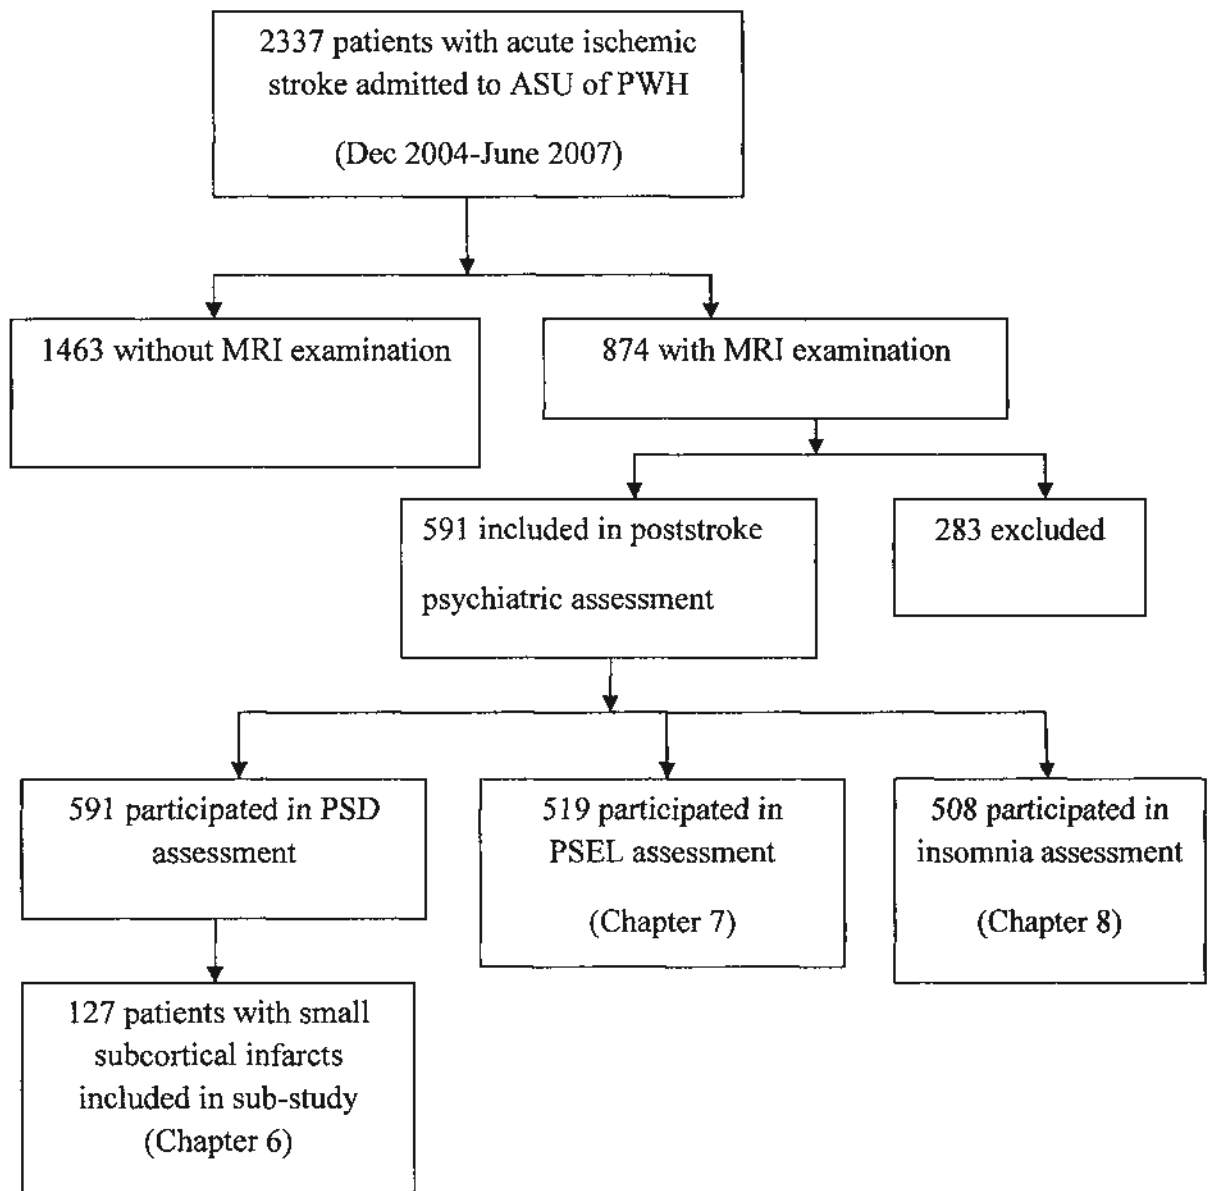 2337 patients with acute ischemic
stroke admitted to ASU of PWH
(Dec 2004-June 2007)
1463 without MRI examination
874 with MRI examination
591 included in poststroke
psychiatric assessment
283 excluded
591 participated in PSD
assessment
519 participated in
PSEL assessment
(Chapter 7)
508 participated in
insomnia assessment
(Chapter 8)
127 patients with small
subcortical infarcts
included in sub-study
(Chapter 6)